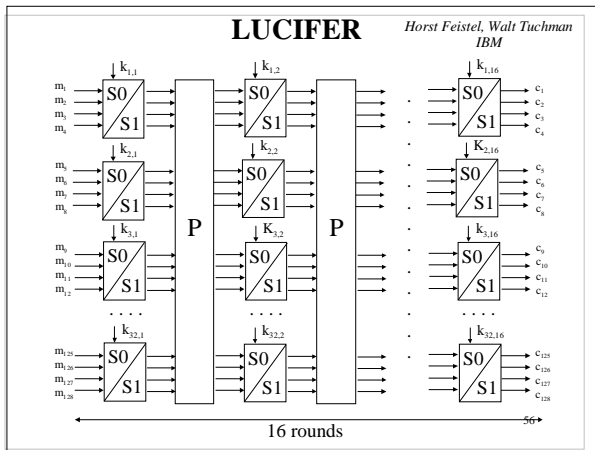 LUCIFER
Horst Feistel, Walt Tuchman
IBM
k1,1 k1,2 k1,16
m1 S0 S0 S0 c1
m2 c2
m3 c3
m4 S1 S1 S1 c4
k2,1 k2,2 K2,16
m5 S0 S0 S0 c5
m6 c6
m7 c7
m8 S1 S1 S1 c8
P P
k3,1 K3,2 k3,16
m9 S0 S0 S0 c9
m10 c10
m11 c11
m12 S1 S1 S1 c12
. . . . . . . . . . . .
k32,1 k32,2 k32,16
m125 S0 S0 S0 c125
m126 c126
m127 c127
m128 S1 S1 S1 c128
56
16 rounds